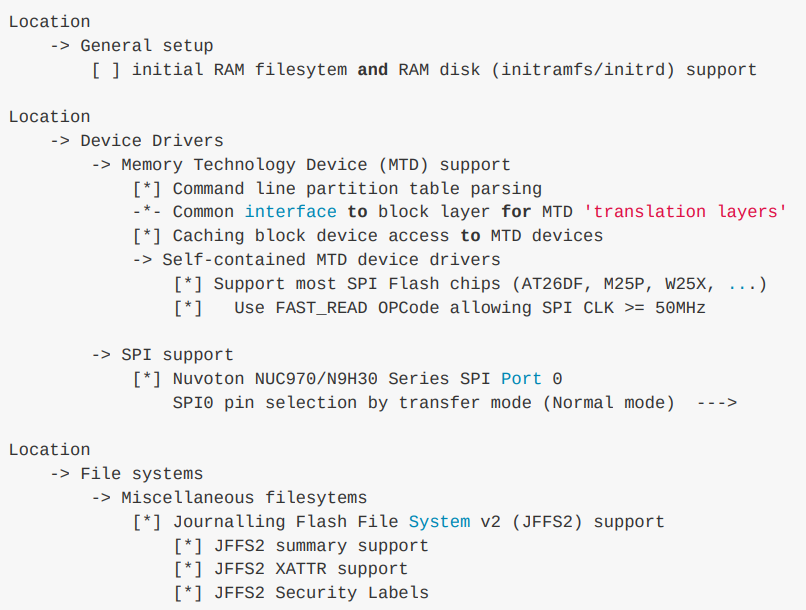 Location
    -> General setup
        [ ] initial RAM filesytem and RAM disk (initramfs/initrd) support

Location
    -> Device Drivers
        -> Memory Technology Device (MTD) support
            [*] Command line partition table parsing
            -*- Common interface to block layer for MTD 'translation layers'
            [*] Caching block device access to MTD devices
            -> Self-contained MTD device drivers
                [*] Support most SPI Flash chips (AT26DF, M25P, W25X, ...)
                [*]   Use FAST_READ OPCode allowing SPI CLK >= 50MHz

        -> SPI support
            [*] Nuvoton NUC970/N9H30 Series SPI Port 0
                SPI0 pin selection by transfer mode (Normal mode)  --->

Location
    -> File systems
        -> Miscellaneous filesytems
            [*] Journalling Flash File System v2 (JFFS2) support
                [*] JFFS2 summary support
                [*] JFFS2 XATTR support
                [*] JFFS2 Security Labels